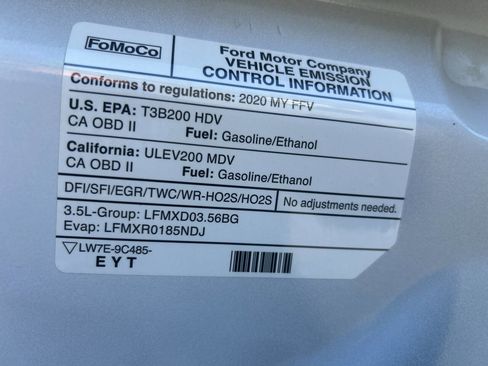 FoMoCo
Ford Motor Company
VEHICLE EMISSION
CONTROL INFORMATION
Conforms to regulations: 2020 MY FFV
U.S. EPA: T3B200 HDV
CA OBD II Fuel: Gasoline/Ethanol
California: ULEV200 MDV
CA OBD II Fuel: Gasoline/Ethanol
DFI/SFI/EGR/TWC/WR-HO2S/HO2S No adjustments needed.
3.5L-Group: LFMXD03.56BG
Evap: LFMXR0185NDJ
LW7E-9C485-
EYT